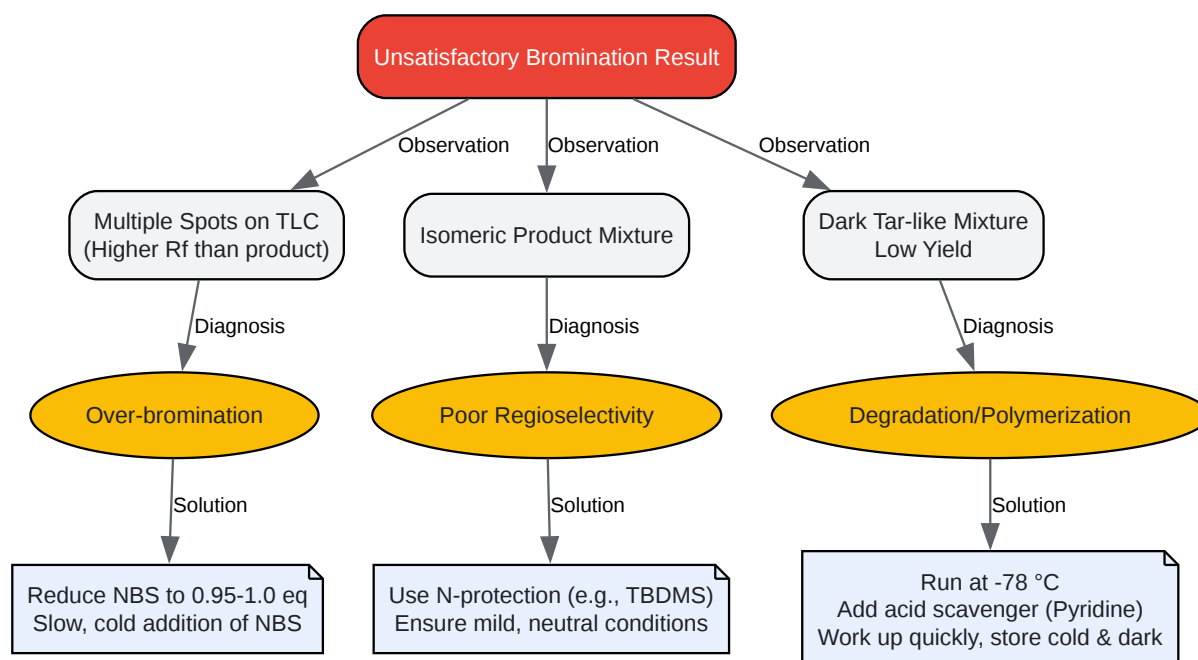 Unsatisfactory Bromination Result
Observation
Observation
Observation
Multiple Spots on TLC
(Higher Rf than product)
Isomeric Product Mixture
Dark Tar-like Mixture
Low Yield
Diagnosis
Diagnosis
Diagnosis
Over-bromination
Poor Regioselectivity
Degradation/Polymerization
Solution
Solution
Solution
Reduce NBS to 0.95-1.0 eq
Slow, cold addition of NBS
Use N-protection (e.g., TBDMS)
Ensure mild, neutral conditions
Run at -78 °C
Add acid scavenger (Pyridine)
Work up quickly, store cold & dark